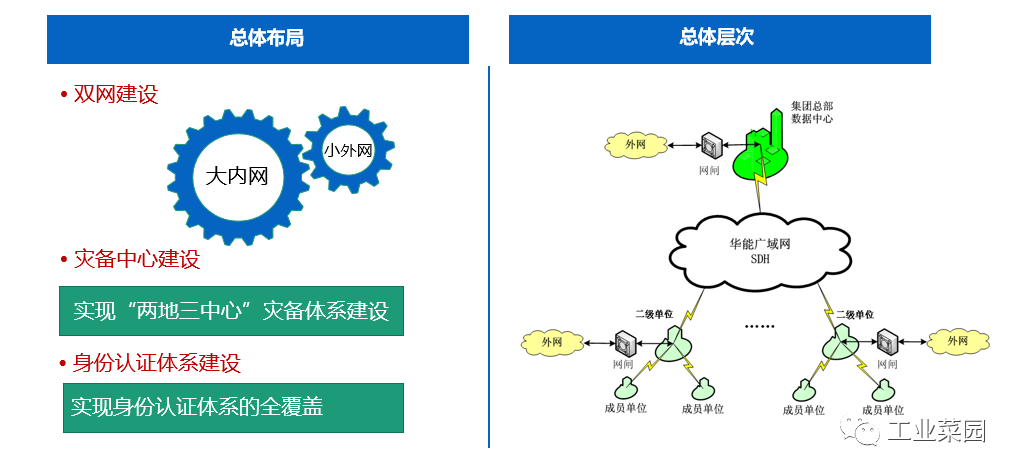 总体布局
• 双网建设
大内网
小外网
• 灾备中心建设
实现“两地三中心”灾备体系建设
• 身份认证体系建设
实现身份认证体系的全覆盖
总体层次
集团总部
数据中心
外网
网闸
华能广域网
SDH
二级单位
......
二级单位
外网
网闸
网闸
外网
成员单位
成员单位
成员单位
成员单位
工业菜园